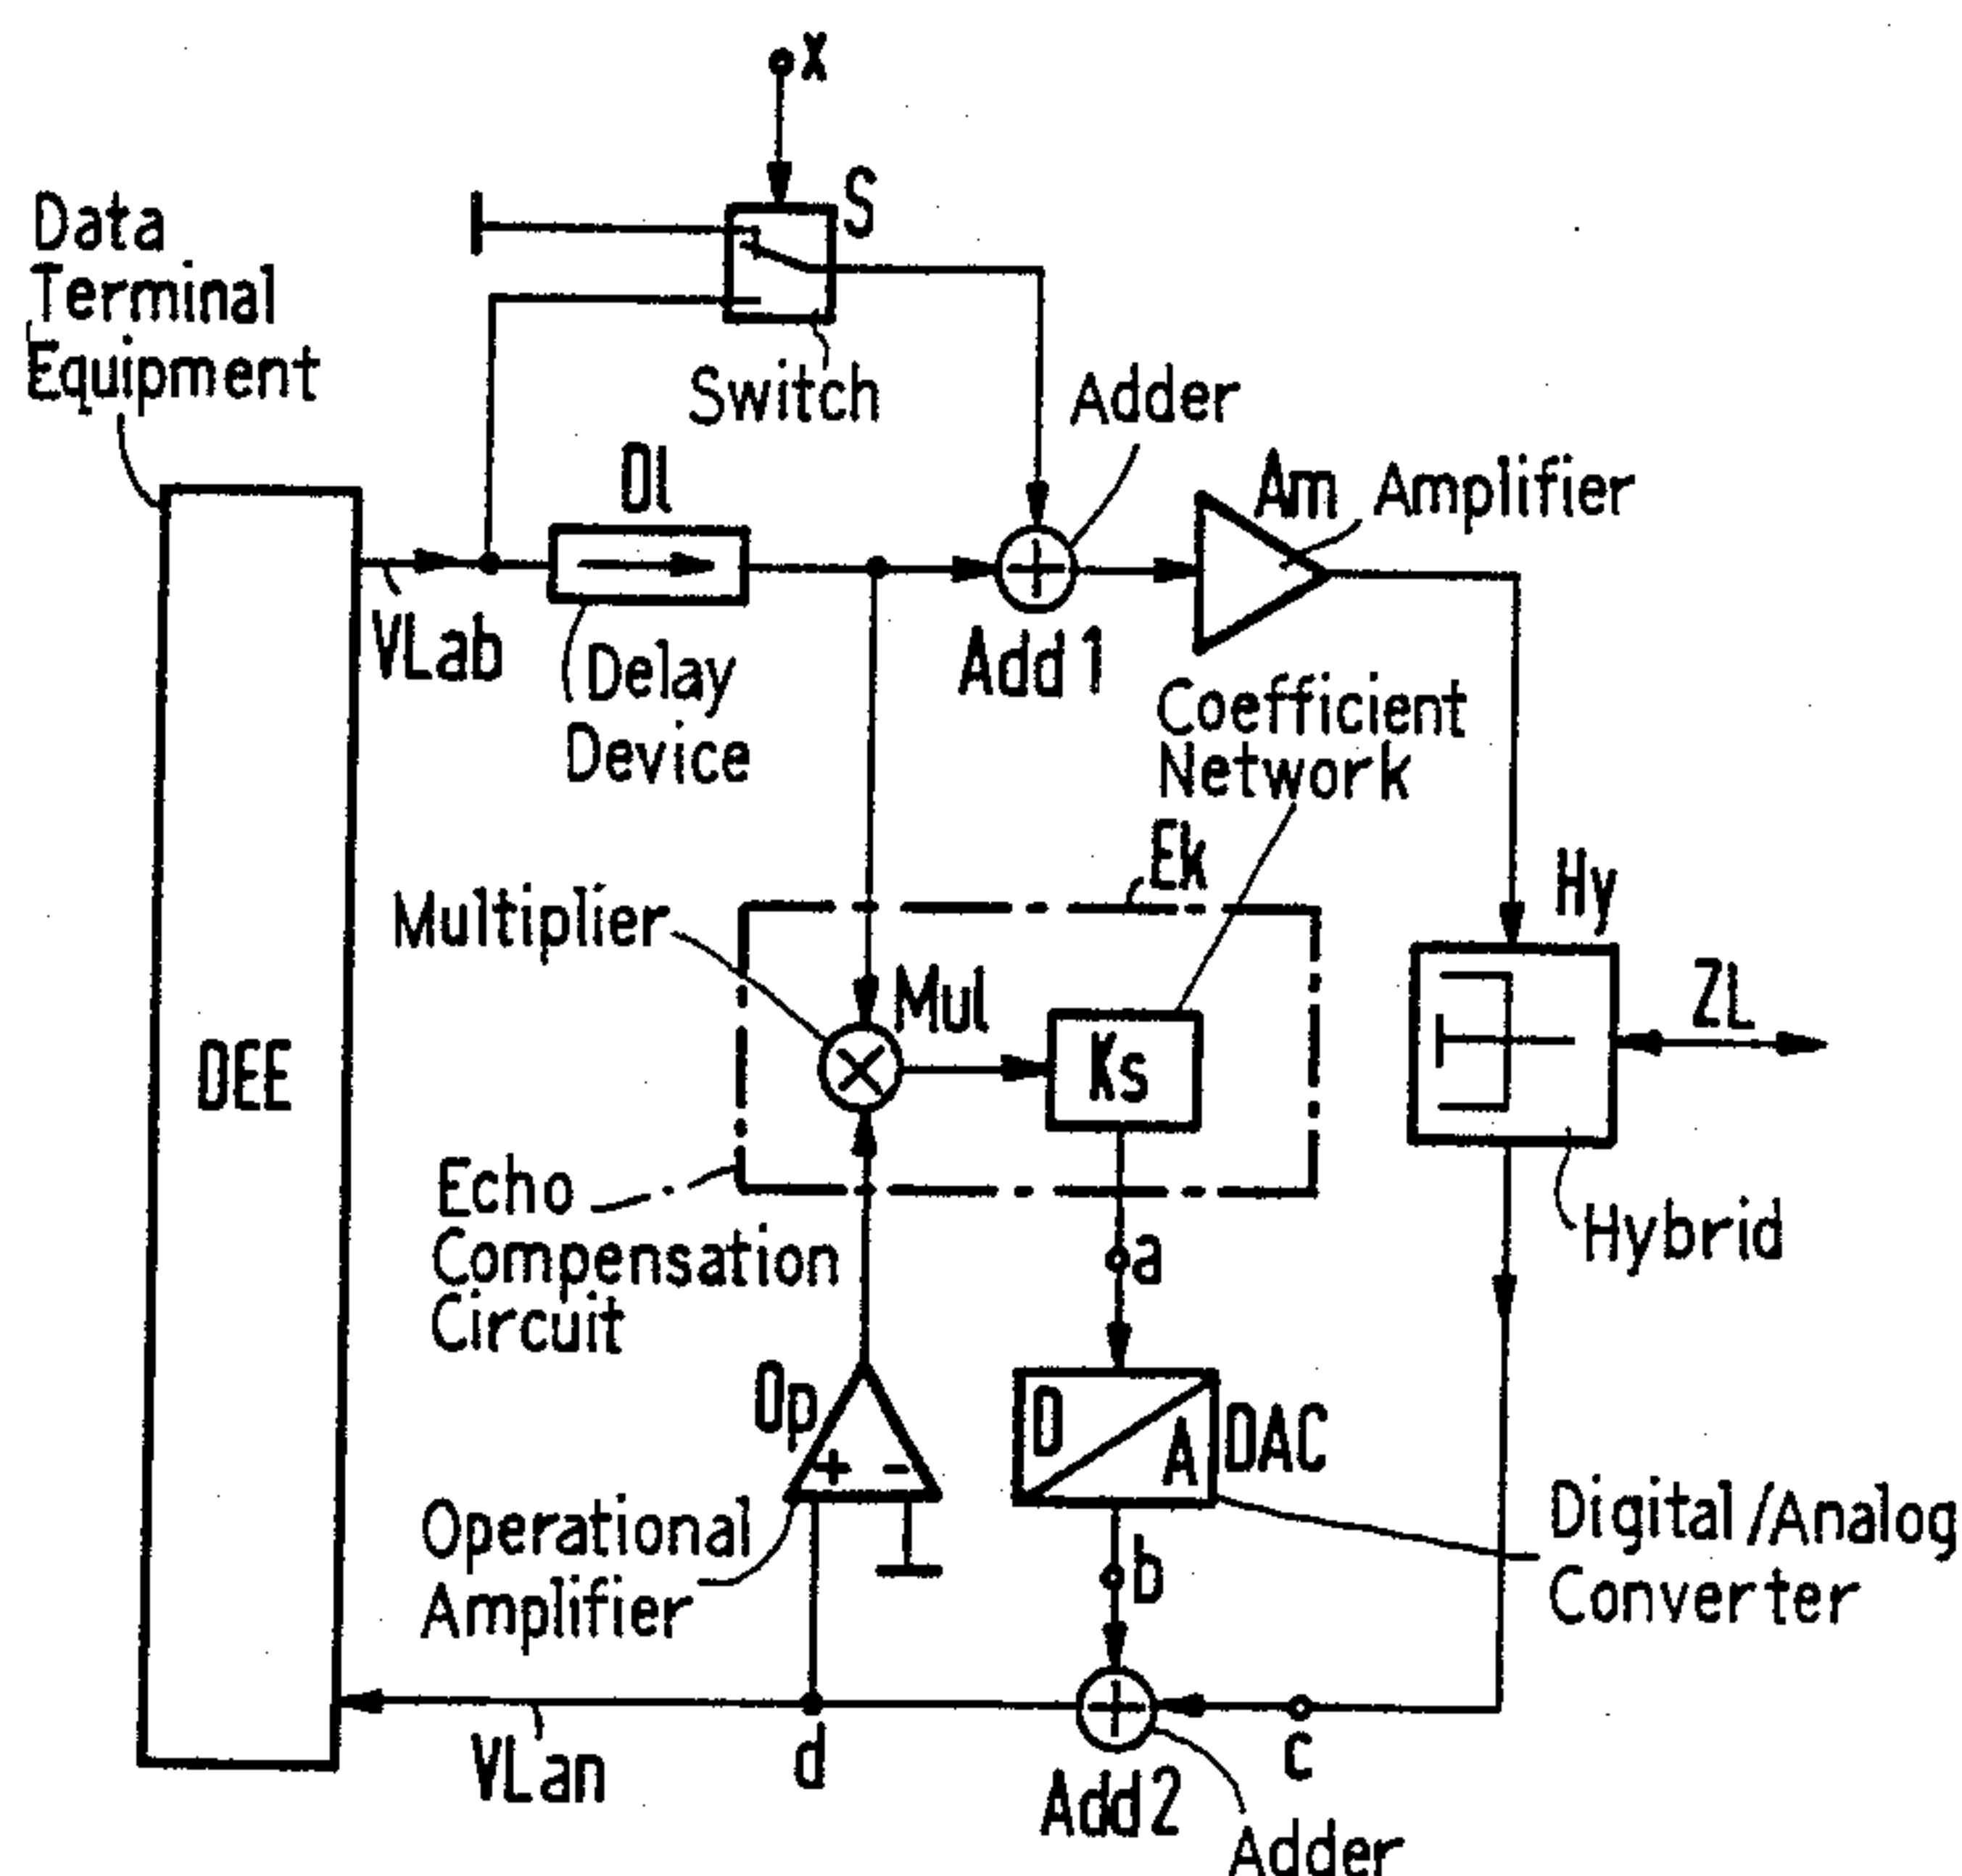 x
S
Data
Terminal
Equipment
Switch
Adder
Dl
Am Amplifier
VLab
Delay
Device
Add1
Coefficient
Network
Ek
Hy
Multiplier
Mul
ZL
Ks
DEE
Echo
Compensation
Circuit
a
Hybrid
Op
+ -
D
A
DAC
Operational
Amplifier
b
Digital/Analog
Converter
VLan
d
Add2
c
Adder